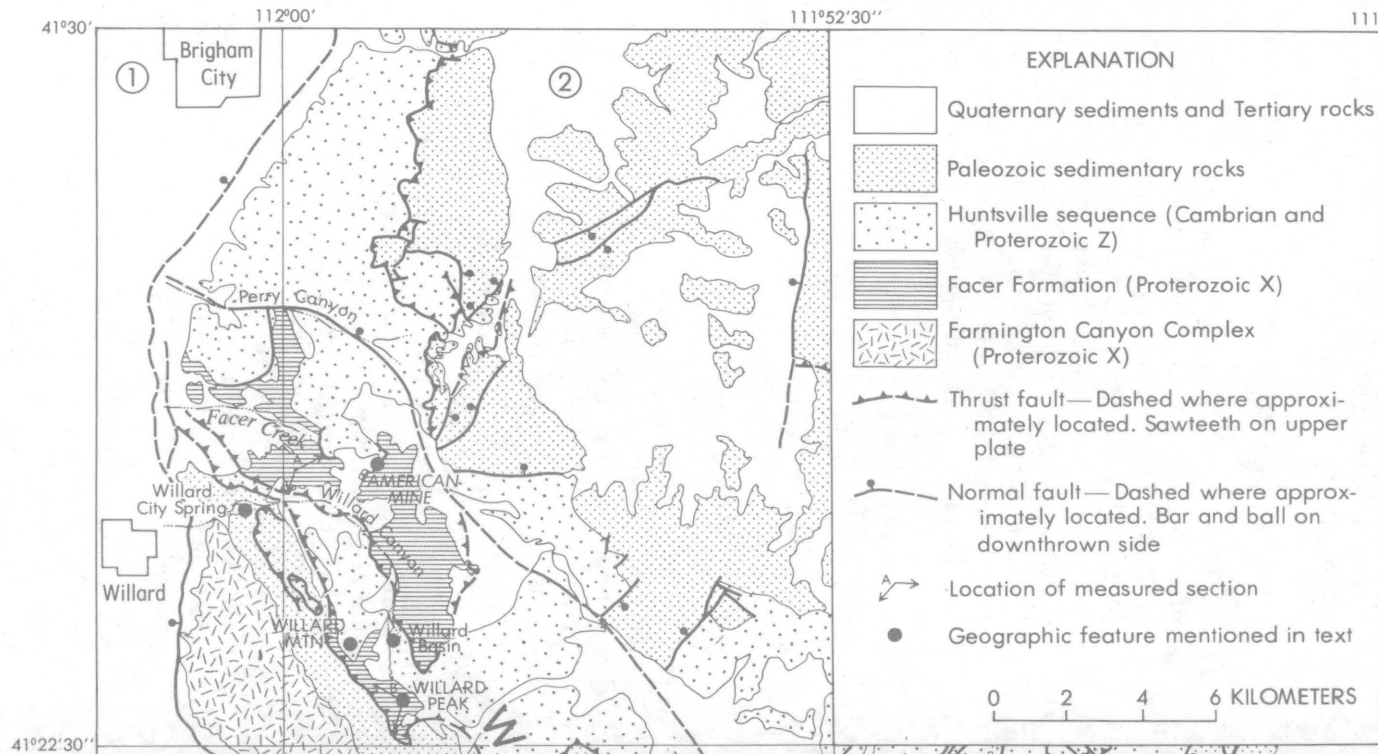 112°00'
111°52'30''
111
41°30'
①
Brigham
City
②
Perry Canyon
Facer Creek
A
AMERICAN
MINE
Willard
City Spring
Willard Canyon
Willard
WILLARD
MTN
Willard
Basin
WILLARD
PEAK
W
41°22'30''
EXPLANATION
Quaternary sediments and Tertiary rocks
Paleozoic sedimentary rocks
Huntsville sequence (Cambrian and
Proterozoic Z)
Facer Formation (Proterozoic X)
Farmington Canyon Complex
(Proterozoic X)
Thrust fault—Dashed where approxi-
mately located. Sawteeth on upper
plate
Normal fault—Dashed where approx-
imately located. Bar and ball on
downthrown side
A
Location of measured section
Geographic feature mentioned in text
0 2 4 6 KILOMETERS